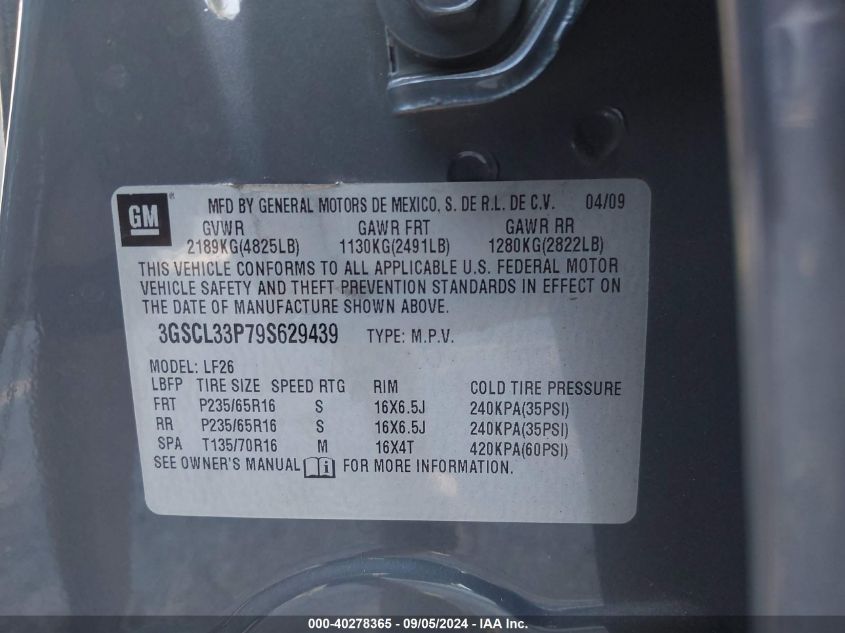 GM ® MFD BY GENERAL MOTORS DE MEXICO, S. DE R.L. DE C.V. 04/09
GVWR GAWR FRT GAWR RR
2189KG(4825LB) 1130KG(2491LB) 1280KG(2822LB)
THIS VEHICLE CONFORMS TO ALL APPLICABLE U.S. FEDERAL MOTOR
VEHICLE SAFETY AND THEFT PREVENTION STANDARDS IN EFFECT ON
THE DATE OF MANUFACTURE SHOWN ABOVE.
3GSCL33P79S629439 TYPE: M.P.V.
MODEL: LF26
LBFP TIRE SIZE SPEED RTG RIM COLD TIRE PRESSURE
FRT P235/65R16 S 16X6.5J 240KPA(35PSI)
RR P235/65R16 S 16X6.5J 240KPA(35PSI)
SPA T135/70R16 M 16X4T 420KPA(60PSI)
SEE OWNER'S MANUAL i FOR MORE INFORMATION.
000-40278365 - 09/05/2024 - IAA Inc.